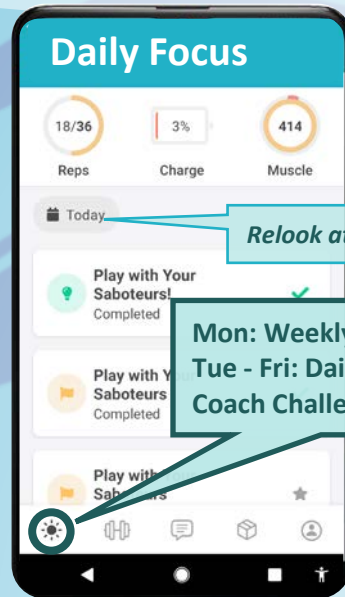 Daily Focus
18/36
3%
414
Reps
Charge
Muscle
Today
Relook at
Play with Your
Saboteurs!
Completed
Mon: Weekly
Tue - Fri: Dai
Coach Challe
Play with Y
Saboteurs
Completed
Play with